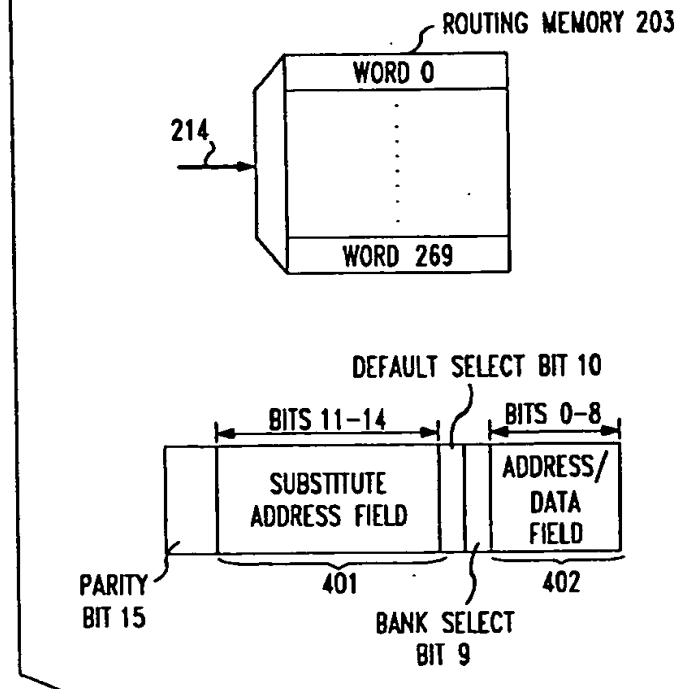 ROUTING MEMORY 203
WORD 0
214
WORD 269
DEFAULT SELECT BIT 10
BITS 11-14
BITS 0-8
SUBSTITUTE
ADDRESS FIELD
ADDRESS/
DATA
FIELD
401
402
PARITY
BIT 15
BANK SELECT
BIT 9